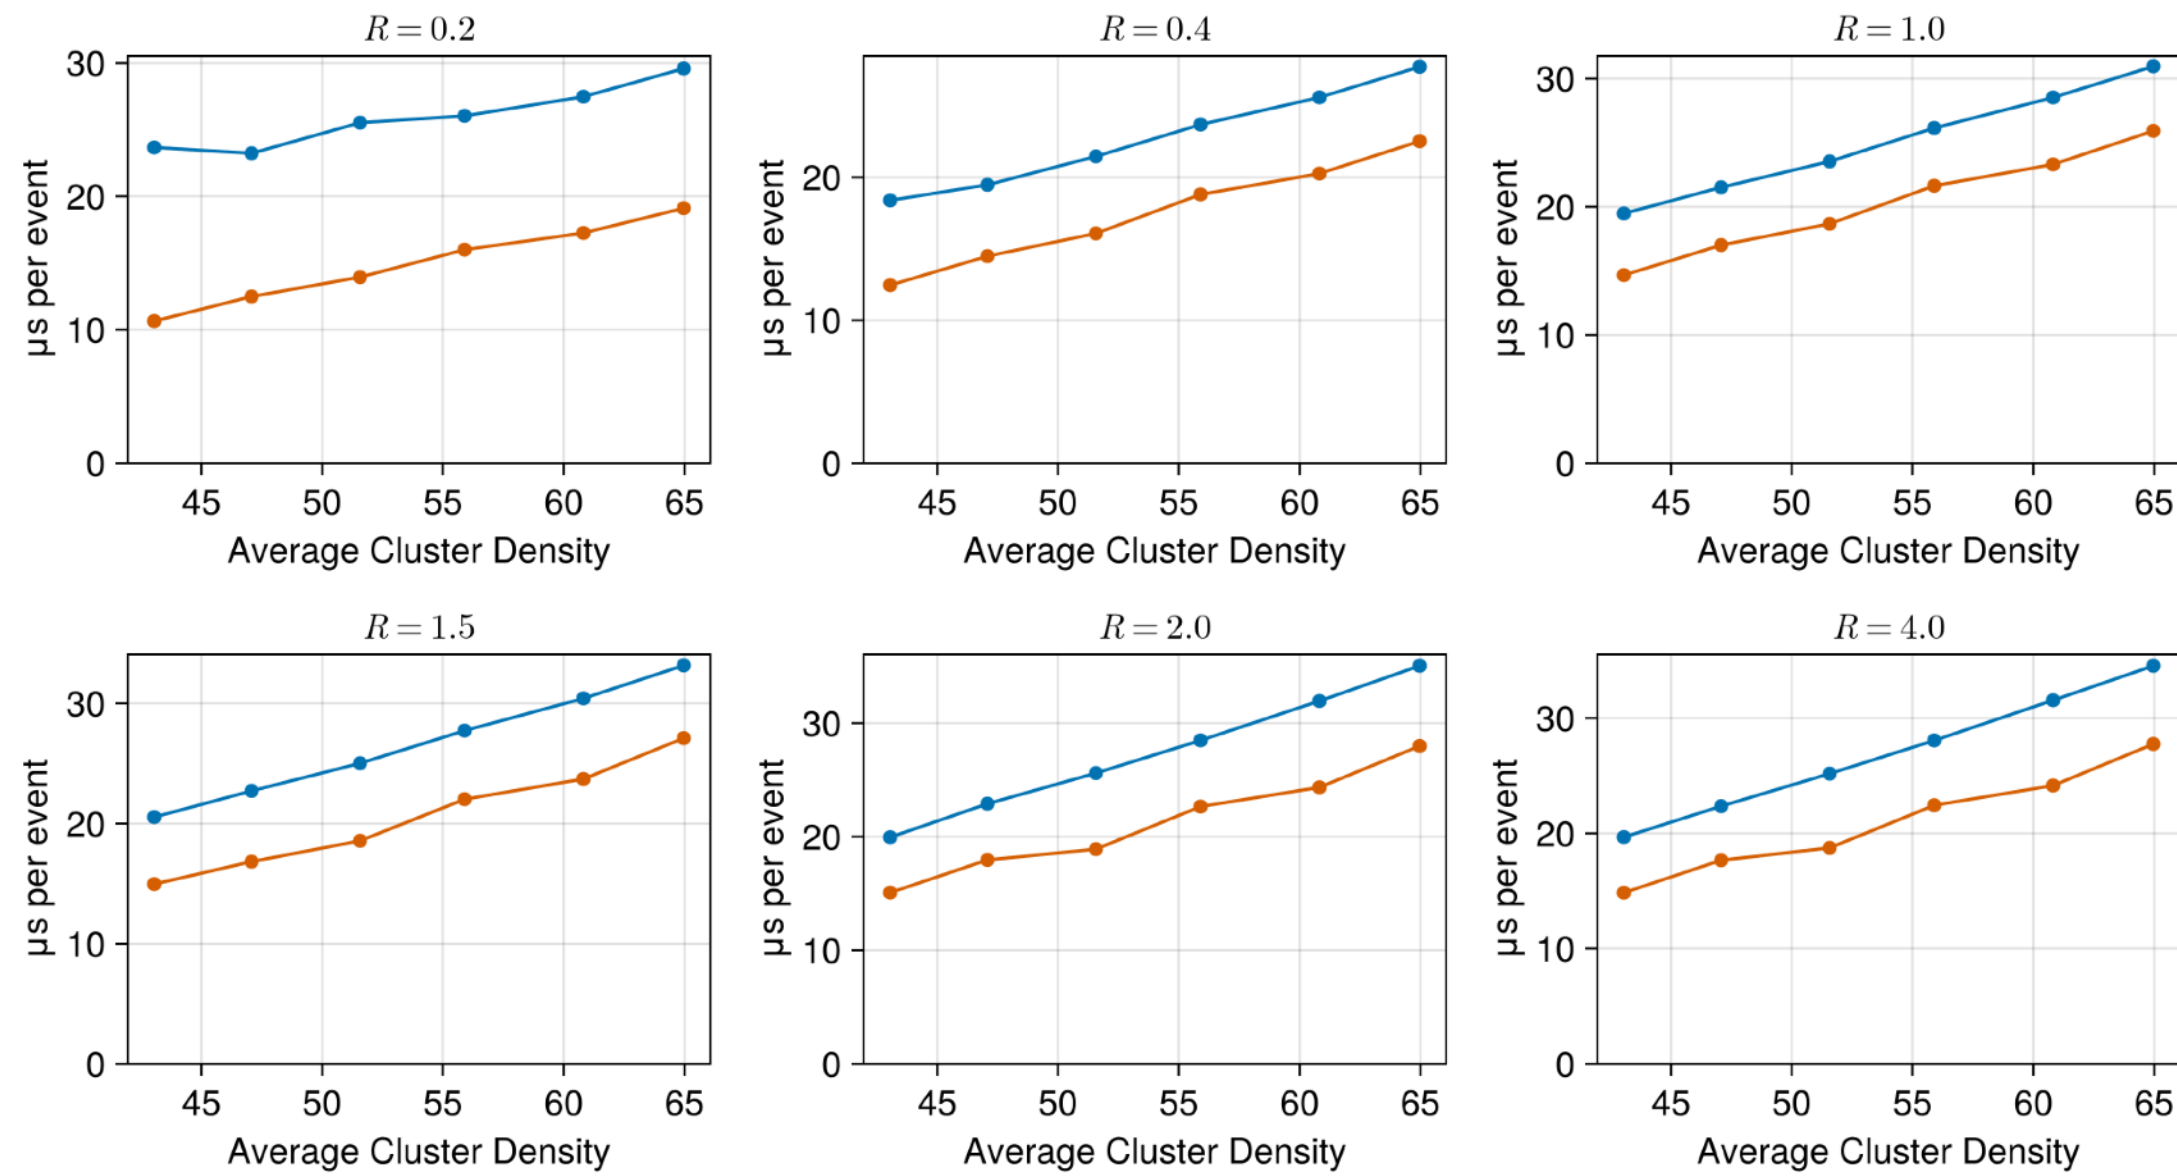 R = 0.2
30
20
10
0
µs per event
45 50 55 60 65
Average Cluster Density
R = 0.4
20
10
0
µs per event
45 50 55 60 65
Average Cluster Density
R = 1.0
30
20
10
0
µs per event
45 50 55 60 65
Average Cluster Density
R = 1.5
30
20
10
0
µs per event
45 50 55 60 65
Average Cluster Density
R = 2.0
30
20
10
0
µs per event
45 50 55 60 65
Average Cluster Density
R = 4.0
30
20
10
0
µs per event
45 50 55 60 65
Average Cluster Density